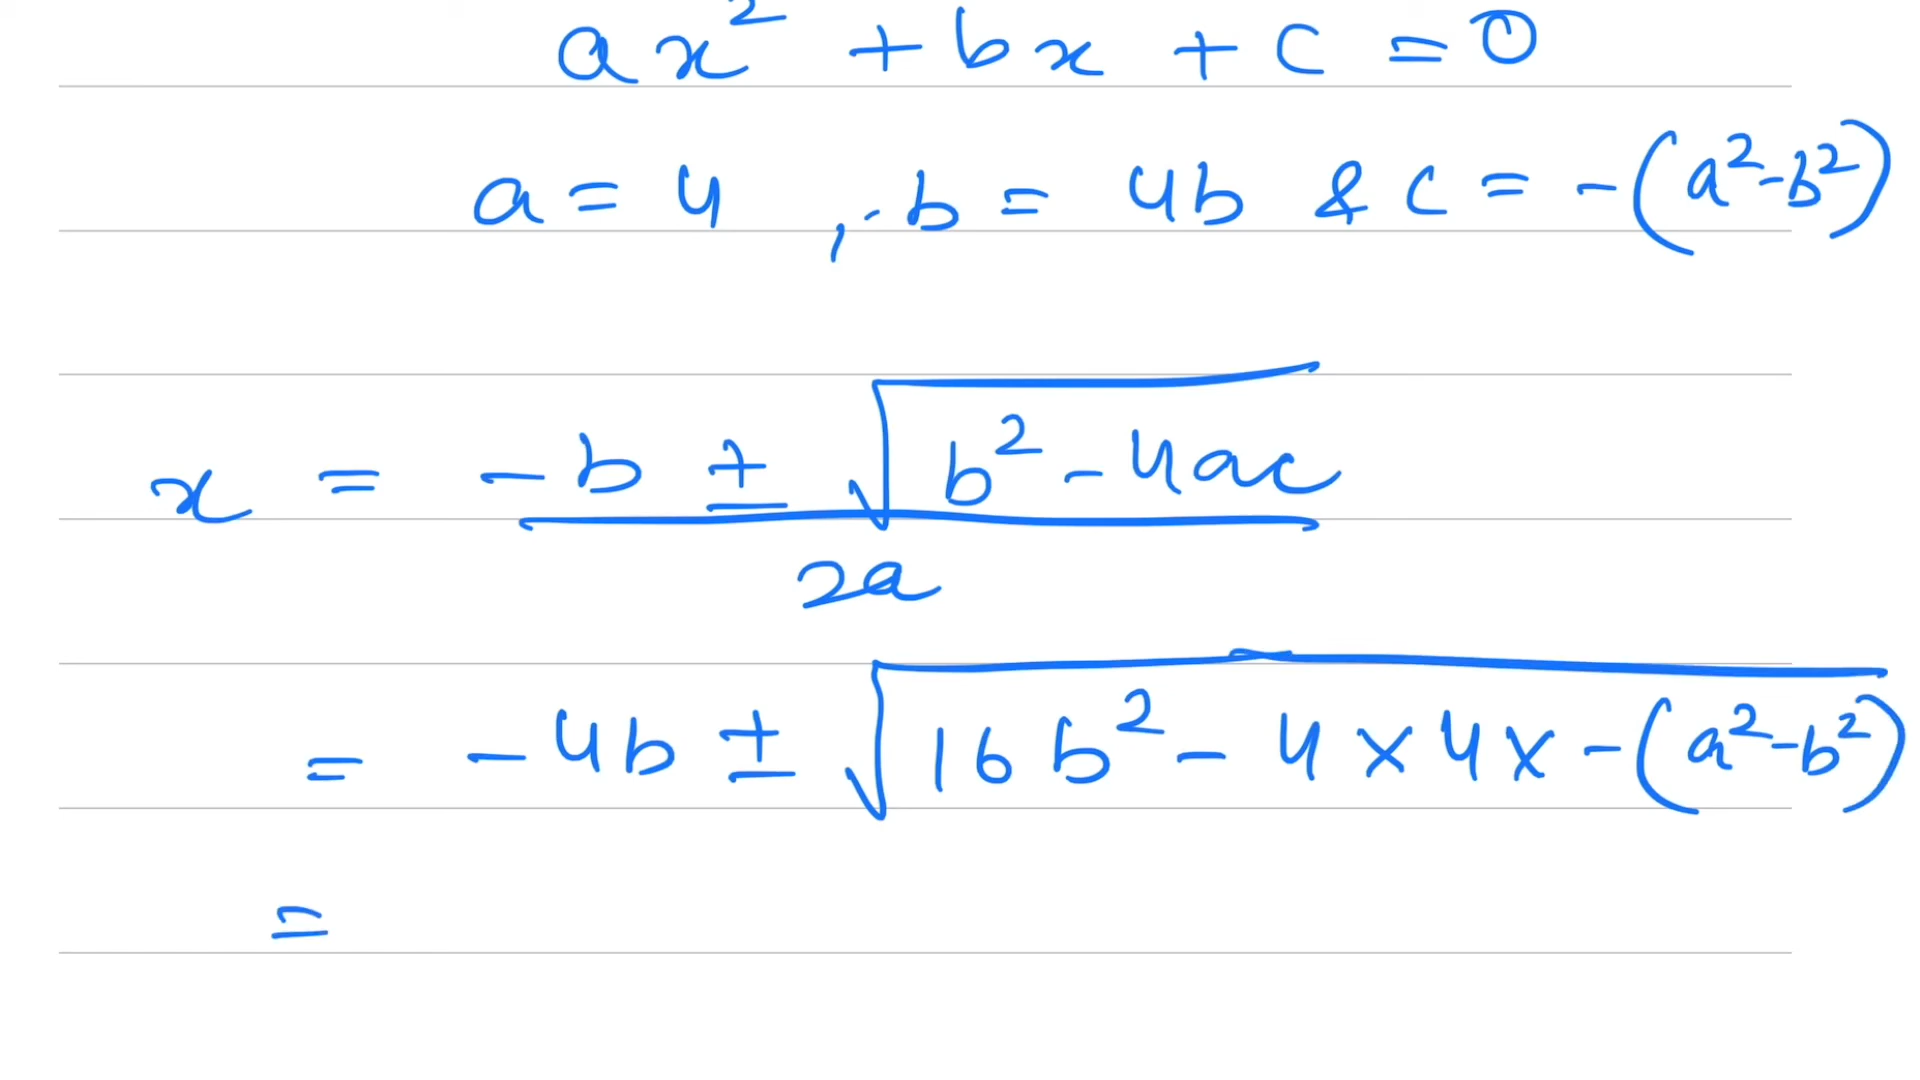 ax² + bx + c = 0
a = 4 , b = 4b & c = -(a²-b²)
x = -b ± √b² - 4ac
2a
= -4b ± √16b² - 4 x 4 x -(a²-b²)
=